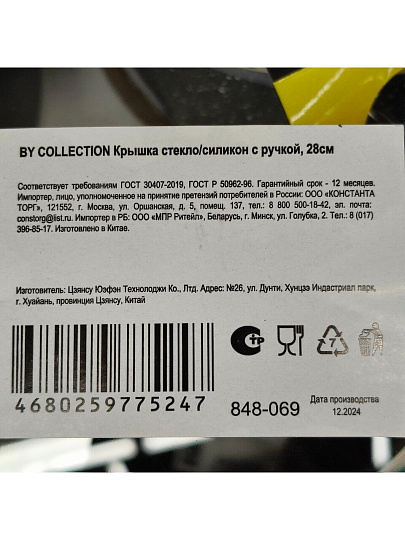 BY COLLECTION Крышка стекло/силикон с ручкой, 28см
Соответствует требованиям ГОСТ 30407-2019, ГОСТ Р 50962-96. Гарантийный срок - 12 месяцев.
Импортер, лицо, уполномоченное на принятие претензий потребителей в России: ООО «КОНСТАНТА
ТОРГ», 121552, г. Москва, ул. Оршанская, д. 5, помещ. 137, тел.: 8 800 500-18-42, эл. почта:
constorg@list.ru. Импортер в РБ: ООО «МПР Ритейл», Беларусь, г. Минск, ул. Голубка, 2. Тел.: 8 (017)
396-85-17. Изготовлено в Китае.
Изготовитель: Цзянсу Юэфэн Технолоджи Ко., Лтд. Адрес: №26, ул. Дунти, Хунцзэ Индастриал парк,
г. Хуайань, провинция Цзянсу, Китай
7
4680259775247
848-069
Дата производства
12.2024